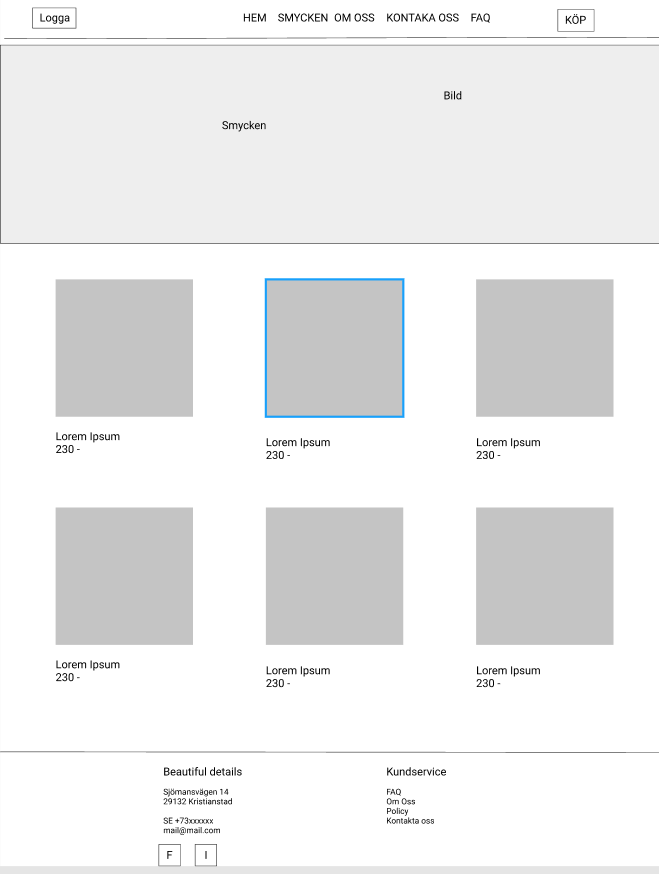 Logga
HEM SMYCKEN OM OSS KONTAKA OSS FAQ
KÖP
Bild
Smycken
Lorem Ipsum
230 -
Lorem Ipsum
230 -
Lorem Ipsum
230 -
Lorem Ipsum
230 -
Lorem Ipsum
230 -
Lorem Ipsum
230 -
Beautiful details
Sjömansvägen 14
29132 Kristianstad
SE +73xxxxxx
mail@mail.com
F I
Kundservice
FAQ
Om Oss
Policy
Kontakta oss